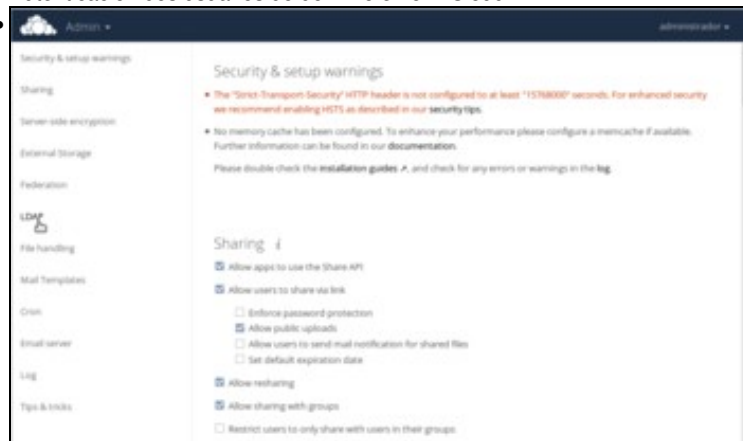 Admin
administrador
Security & setup warnings
Sharing
Server-side encryption
External Storage
Federation
LDAP
File handling
Mail Templates
Cron
Email server
Log
Tips & tricks
Security & setup warnings
The "Strict-Transport-Security" HTTP header is not configured to at least "15768000" seconds. For enhanced security
we recommend enabling HSTS as described in our security tips.
No memory cache has been configured. To enhance your performance please configure a memcache if available.
Further information can be found in our documentation.
Please double check the installation guides ↗, and check for any errors or warnings in the log.
Sharing i
Allow apps to use the Share API
Allow users to share via link
Enforce password protection
Allow public uploads
Allow users to send mail notification for shared files
Set default expiration date
Allow resharing
Allow sharing with groups
Restrict users to only share with users in their groups